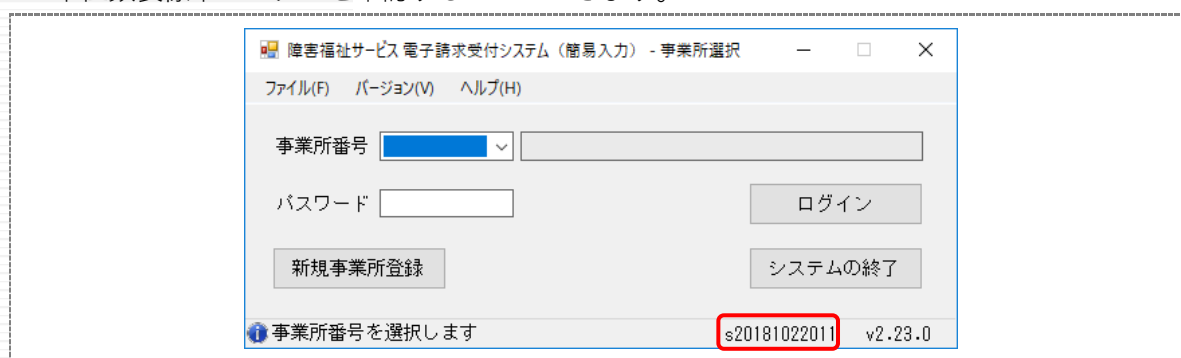 障害福祉サービス 電子請求受付システム（簡易入力） - 事業所選択
ファイル(F) バージョン(V) ヘルプ(H)
事業所番号
パスワード
ログイン
新規事業所登録
システムの終了
事業所番号を選択します s20181022011 v2.23.0